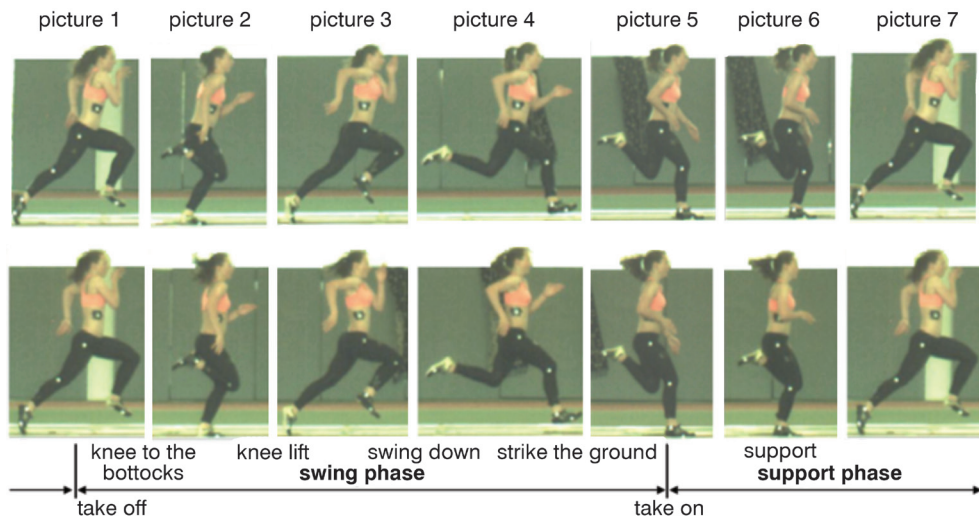 picture 1 picture 2 picture 3 picture 4 picture 5 picture 6 picture 7
knee to the knee lift swing down strike the ground support
bottocks swing phase support phase
take off take on